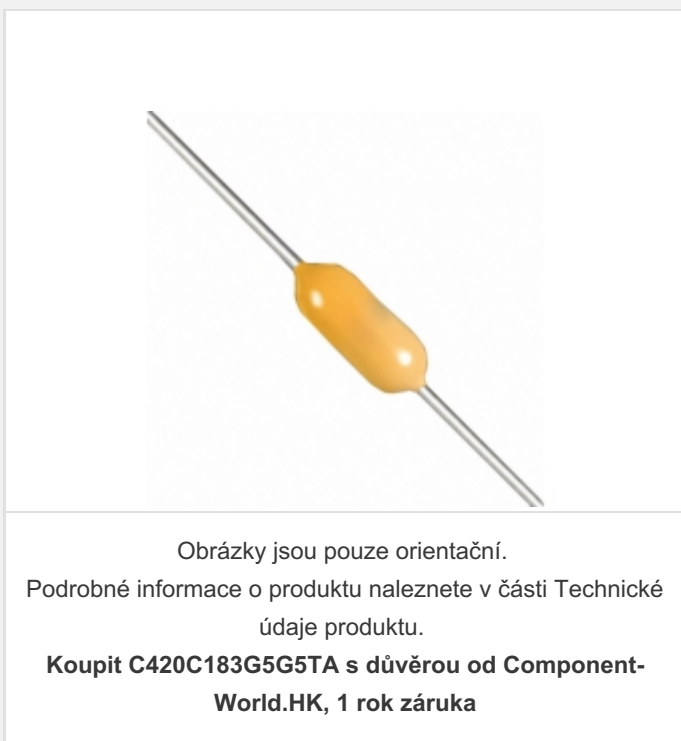 Obrázky jsou pouze orientační.
Podrobné informace o produktu naleznete v části Technické
údaje produktu.
Koupit C420C183G5G5TA s důvěrou od Component-
World.HK, 1 rok záruka